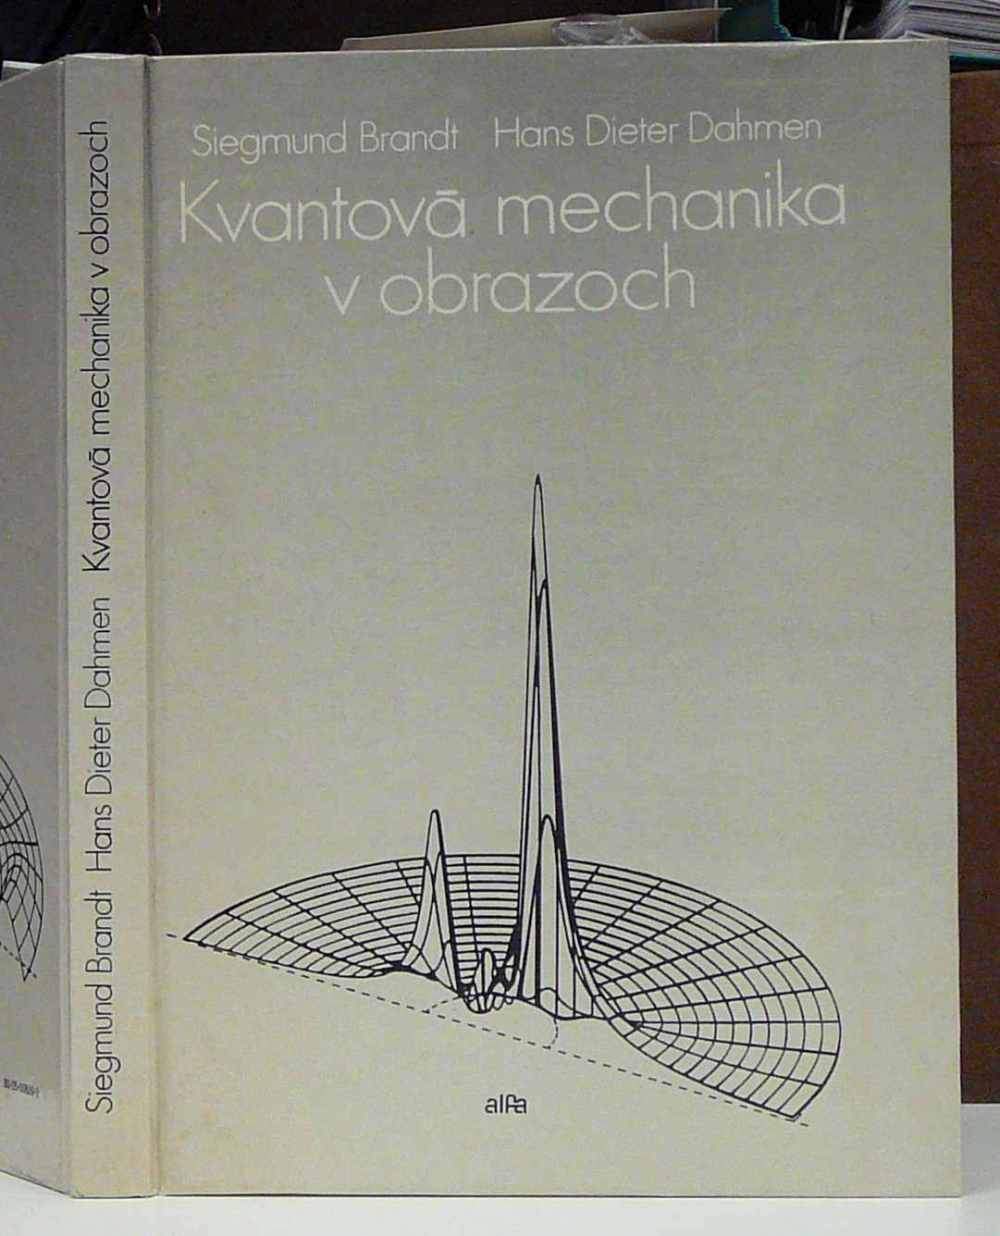 Siegmund Brandt Hans Dieter Dahmen
Kvantová mechanika
v obrazoch
alfa
Siegmund Brandt Hans Dieter Dahmen Kvantová mechanika v obrazoch